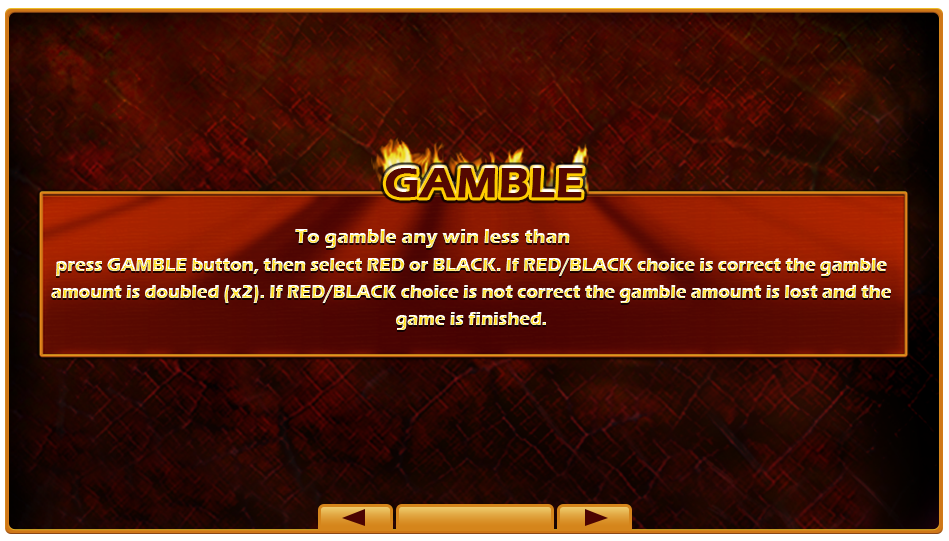 GAMBLE
To gamble any win less than
press GAMBLE button, then select RED or BLACK. If RED/BLACK choice is correct the gamble
amount is doubled (x2). If RED/BLACK choice is not correct the gamble amount is lost and the
game is finished.